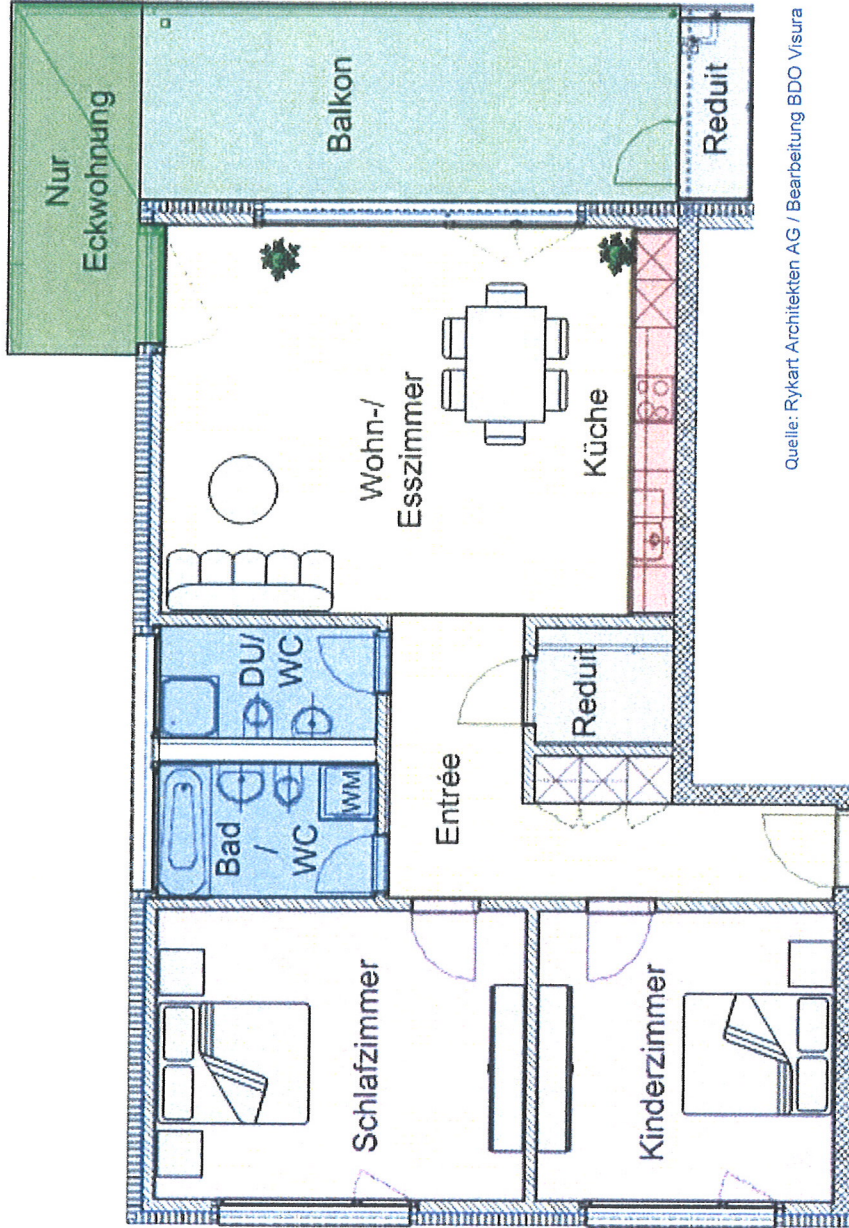 Nur
Eckwohnung
Balkon
Reduit
Wohn-/
Esszimmer
Küche
DU/
WC
Bad
/
WC
WM
Reduit
Entrée
Schlafzimmer
Kinderzimmer
Quelle: Rykart Architekten AG / Bearbeitung BDO Visura